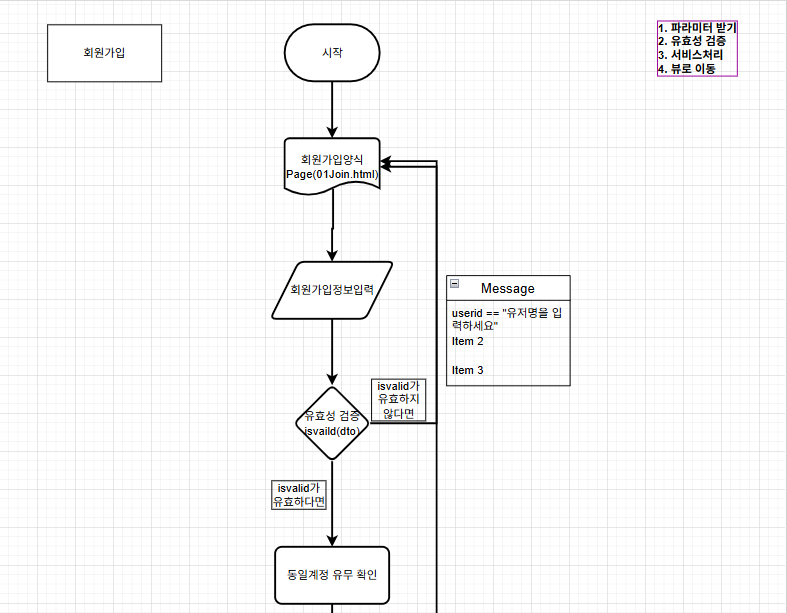 회원가입
시작
1. 파라미터 받기
2. 유효성 검증
3. 서비스처리
4. 뷰로 이동
회원가입양식
Page(01Join.html)
회원가입정보입력
Message
userid == "유저명을 입
력하세요"
Item 2
Item 3
isvalid가
유효하지
않다면
유효성 검증
isvaild(dto)
isvalid가
유효하다면
동일계정 유무 확인